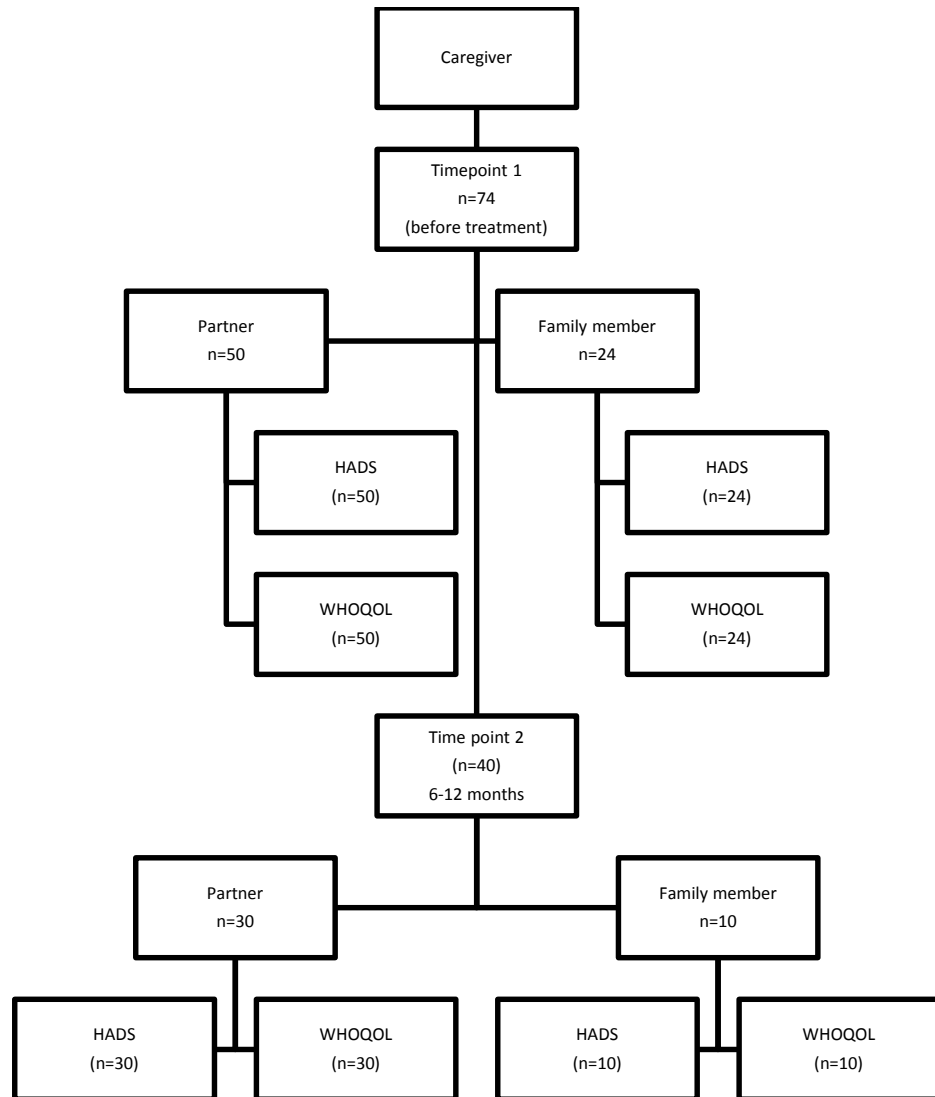 Caregiver
Timepoint 1
n=74
(before treatment)
Partner
n=50
Family member
n=24
HADS
(n=50)
HADS
(n=24)
WHOQOL
(n=50)
WHOQOL
(n=24)
Time point 2
(n=40)
6-12 months
Partner
n=30
Family member
n=10
HADS
(n=30)
WHOQOL
(n=30)
HADS
(n=10)
WHOQOL
(n=10)